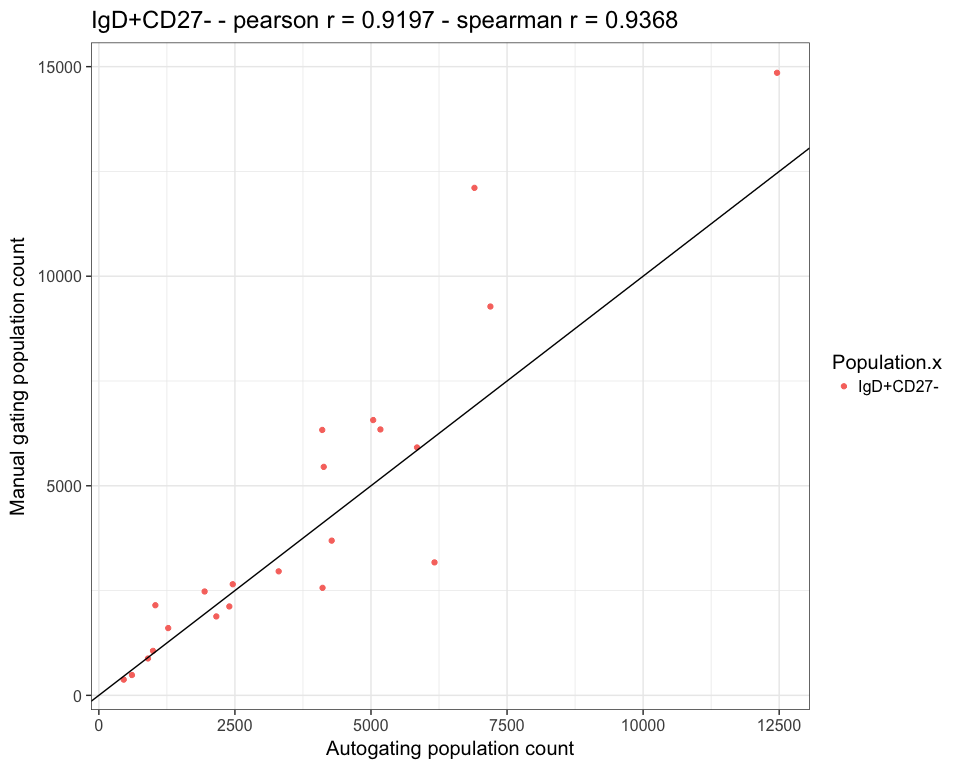 IgD+CD27- - pearson r = 0.9197 - spearman r = 0.9368
15000
10000
5000
0
Manual gating population count
0 2500 5000 7500 10000 12500
Autogating population count
Population.x
IgD+CD27-